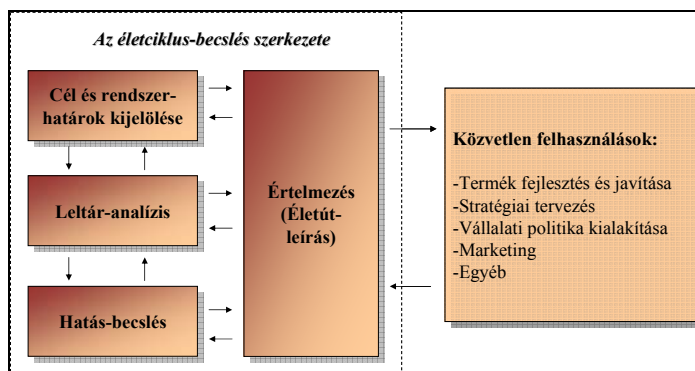 Az életciklus-becslés szerkezete
Cél és rendszer-
határok kijelölése
Leltár-analízis
Hatás-becslés
Értelmezés
(Életút-
leírás)
Közvetlen felhasználások:
-Termék fejlesztés és javítása
-Stratégiai tervezés
-Vállalati politika kialakítása
-Marketing
-Egyéb